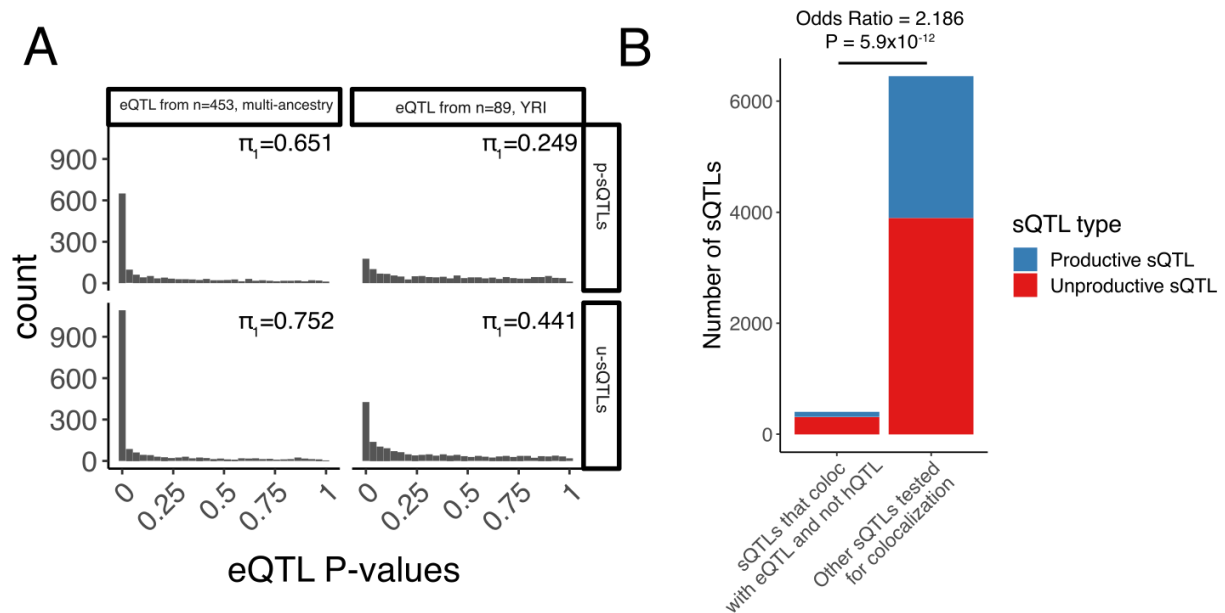 A
eQTL from n=453, multi-ancestry
eQTL from n=89, YRI
π1=0.651
π1=0.249
p-sQTLs
900
600
300
0
π1=0.752
π1=0.441
u-sQTLs
900
600
300
0
count
0
0.25
0.5
0.75
1
0
0.25
0.5
0.75
1
eQTL P-values
B
Odds Ratio = 2.186
P = 5.9x10-12
6000
4000
2000
0
Number of sQTLs
sQTLs that coloc
with eQTL and not hQTL
Other sQTLs tested
for colocalization
sQTL type
Productive sQTL
Unproductive sQTL